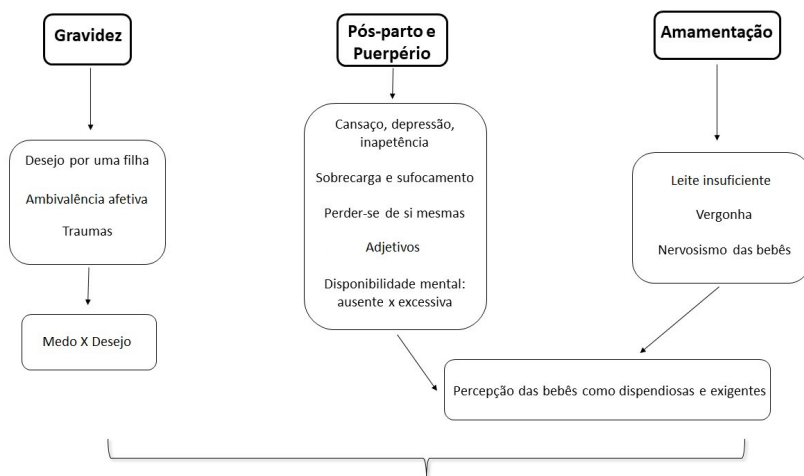 Gravidez
Pós-parto e
Puerpério
Amamentação
Desejo por uma filha
Ambivalência afetiva
Traumas
Cansaço, depressão,
inapetência
Sobrecarga e sufocamento
Perder-se de si mesmas
Adjetivos
Disponibilidade mental:
ausente x excessiva
Leite insuficiente
Vergonha
Nervosismo das bebês
Medo X Desejo
Percepção das bebês como dispendiosas e exigentes